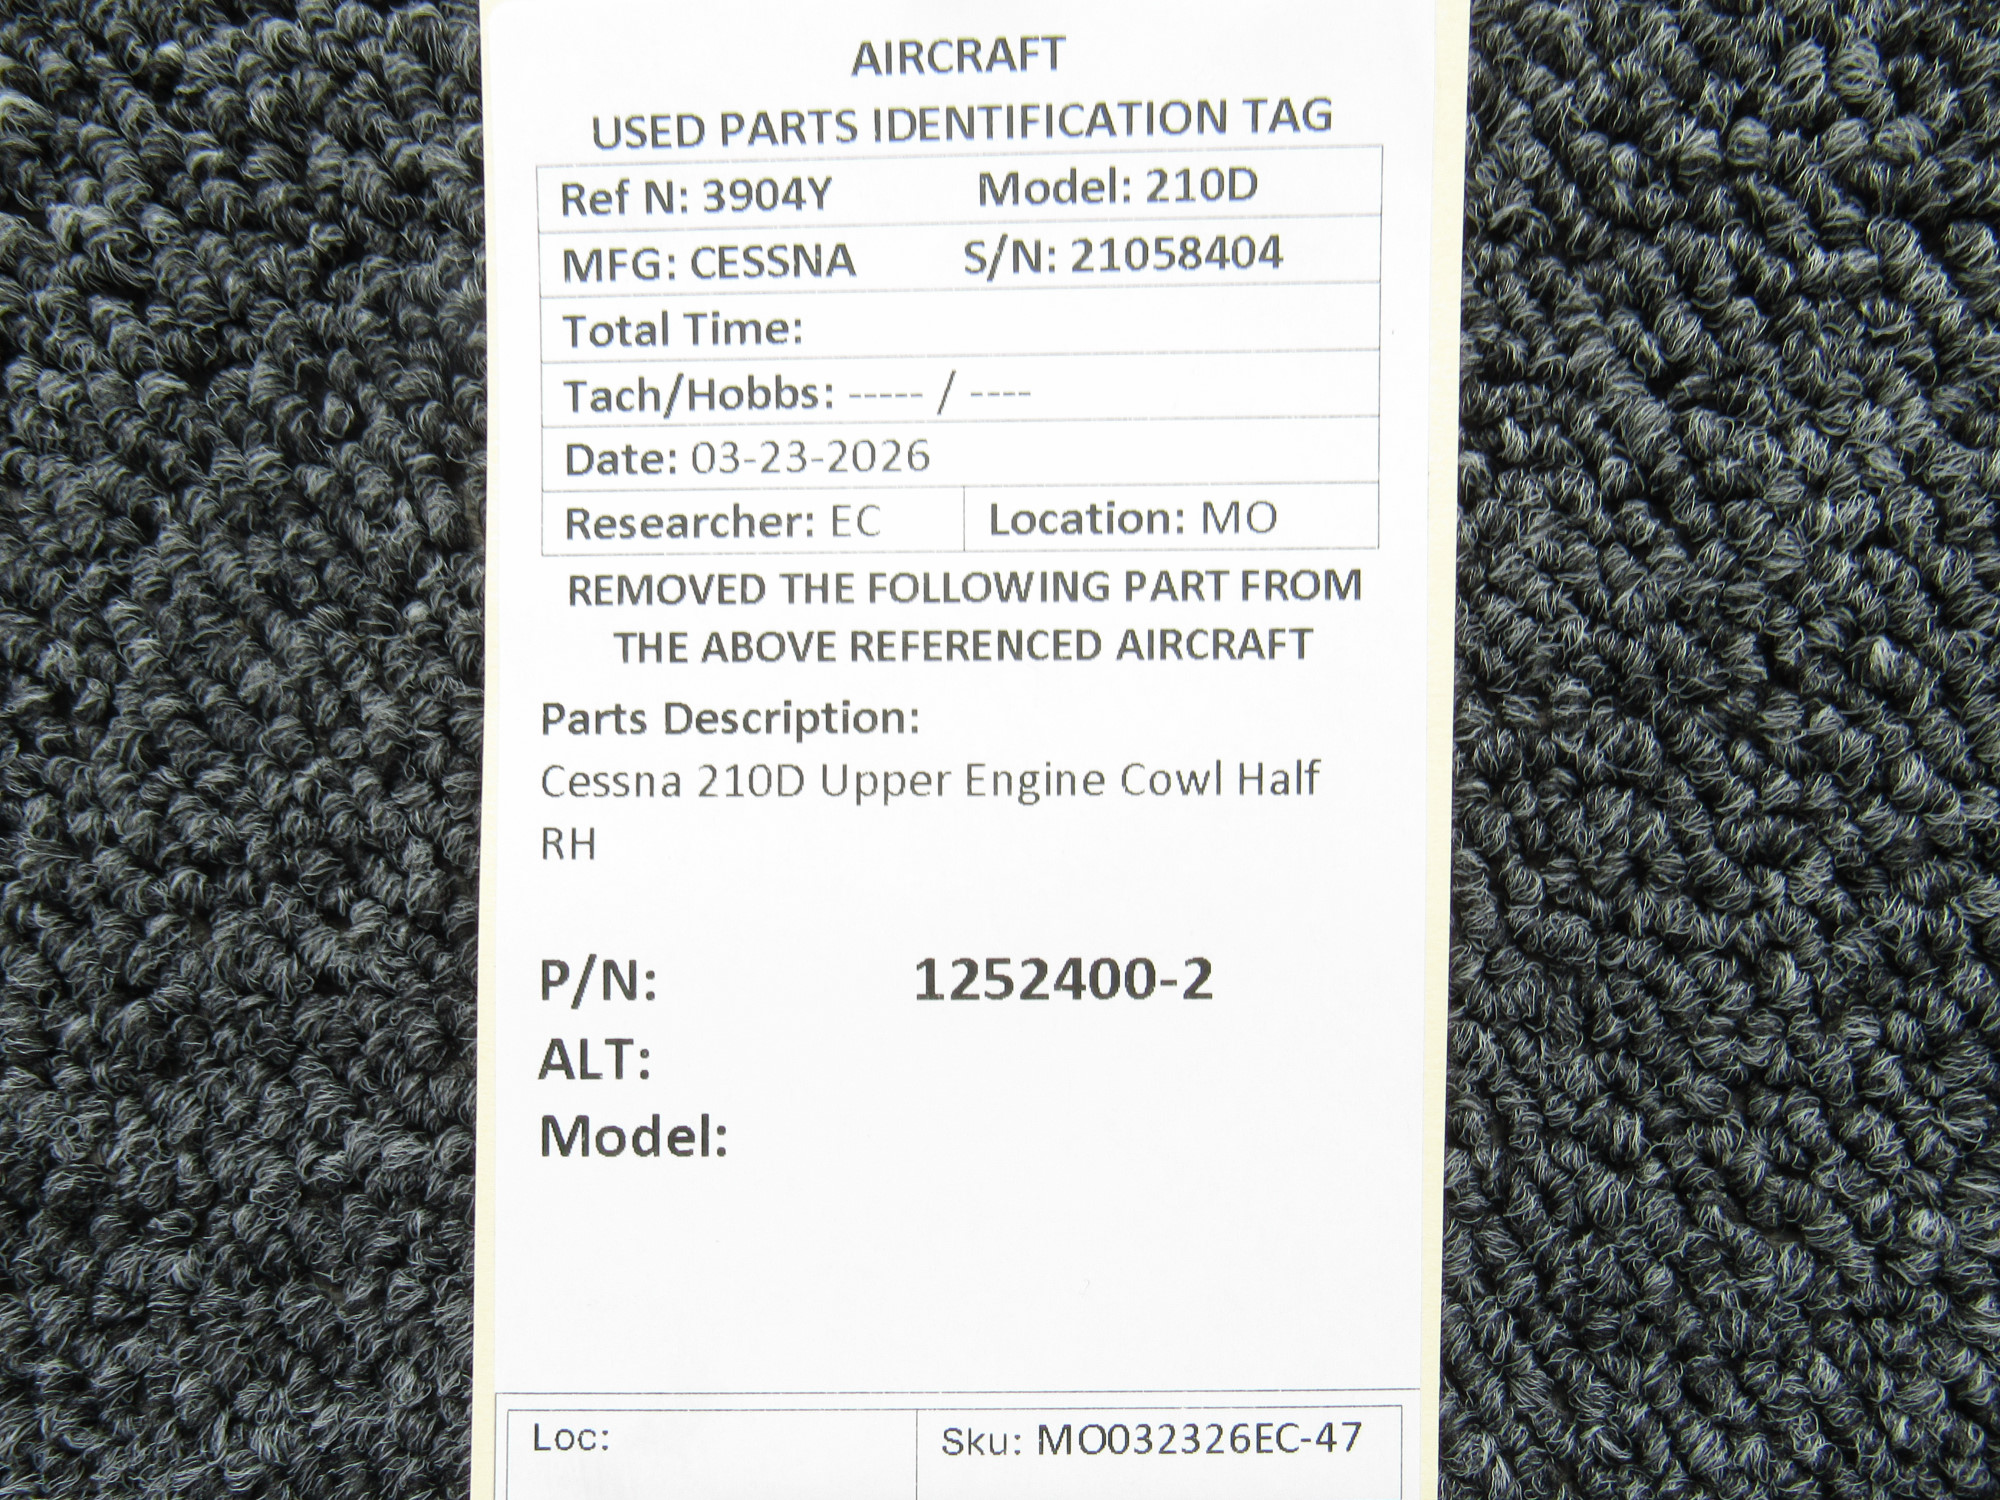 AIRCRAFT
USED PARTS IDENTIFICATION TAG
Ref N: 3904Y Model: 210D
MFG: CESSNA S/N: 21058404
Total Time:
Tach/Hobbs: ----- / ----
Date: 03-23-2026
Researcher: EC Location: MO
REMOVED THE FOLLOWING PART FROM
THE ABOVE REFERENCED AIRCRAFT
Parts Description:
Cessna 210D Upper Engine Cowl Half
RH
P/N: 1252400-2
ALT:
Model:
Loc: Sku: MO032326EC-47